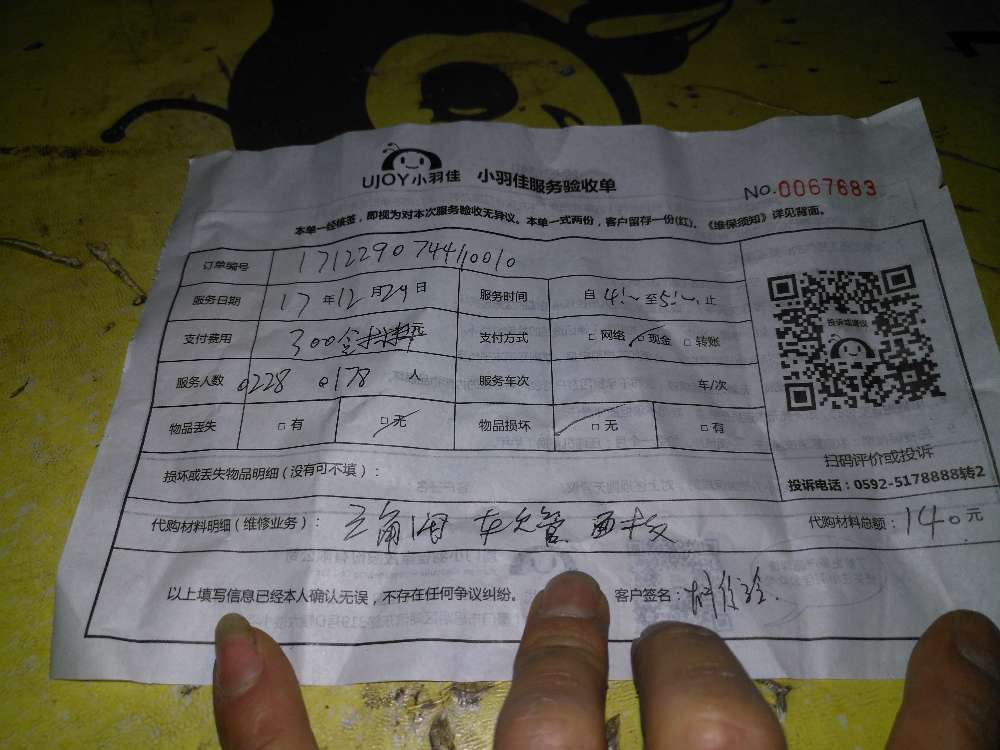 UJOY小羽佳 小羽佳服务验收单
No.0067683
本单一经核签，即视为对本次服务验收无异议。本单一式两份，客户留存一份(红)。《维保须知》详见背面。
订单编号 171229074410010
服务日期 17年12月29日 服务时间 自4:~至5:~止
支付费用 300 元 支付方式 □网络 □现金 □转账
服务人数 0228 0178 人 服务车次 车/次
物品丢失 □有 □无 物品损坏 □无 □有
投诉或建议
扫码评价或投诉
投诉电话：0592-5178888转2
损坏或丢失物品明细（没有可不填）：
代购材料明细（维修业务）：三角阀 代购材料总额：140元
以上填写信息已经本人确认无误，不存在任何争议纠纷。 客户签名：